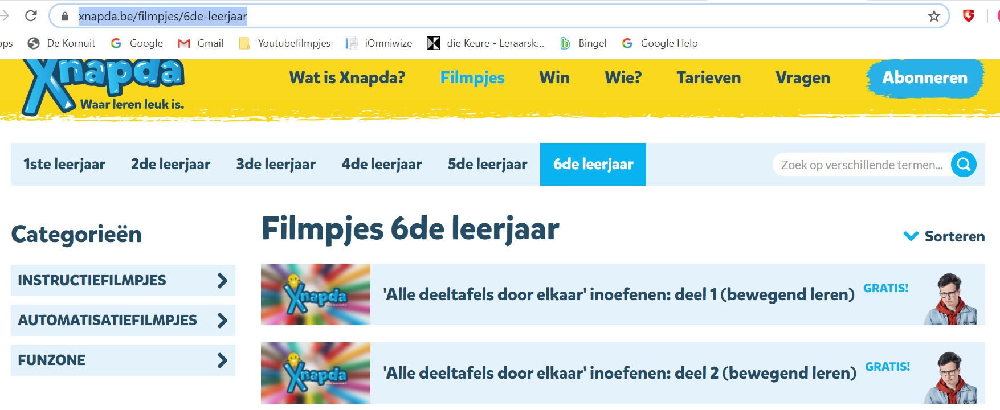 xnapda.be/filmpjes/6de-leerjaar
De Kornuit Google Gmail Youtubefilmpjes iOmniwize die Keure - Leraarsk... Bingel Google Help
Xnapda
Waar leren leuk is.
Wat is Xnapda? Filmpjes Win Wie? Tarieven Vragen Abonneren
1ste leerjaar 2de leerjaar 3de leerjaar 4de leerjaar 5de leerjaar 6de leerjaar Zoek op verschillende termen...
Categorieën
INSTRUCTIEFILMPJES
AUTOMATISATIEFILMPJES
FUNZONE
Filmpjes 6de leerjaar
Sorteren
Xnapda
'Alle deeltafels door elkaar' inoefenen: deel 1 (bewegend leren) GRATIS!
Xnapda
'Alle deeltafels door elkaar' inoefenen: deel 2 (bewegend leren) GRATIS!